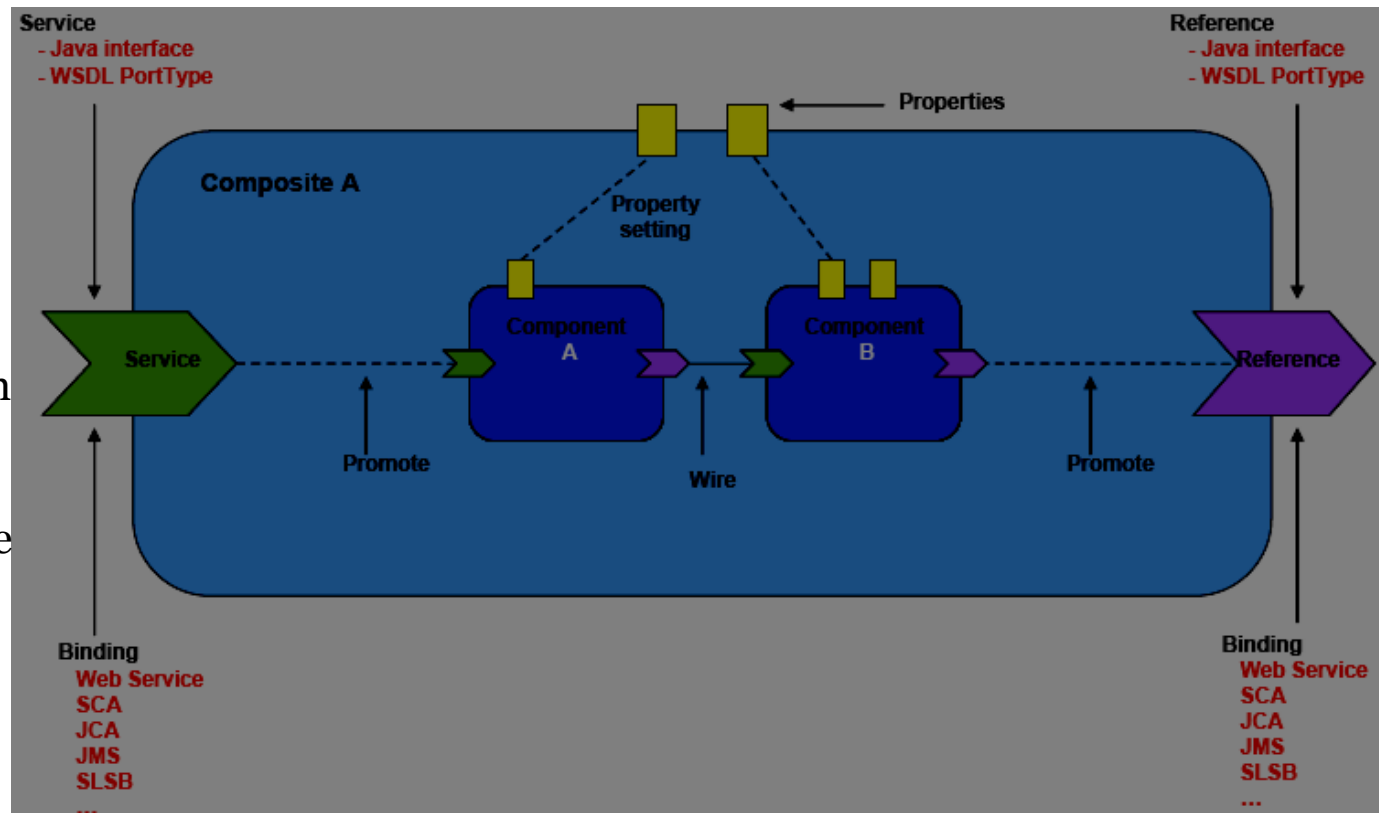 Service
- Java interface
- WSDL PortType
Reference
- Java interface
- WSDL PortType
Properties
Composite A
Property
setting
Component
A
Component
B
Service
Reference
n
Promote
Wire
Promote
e
Binding
Web Service
SCA
JCA
JMS
SLSB
...
Binding
Web Service
SCA
JCA
JMS
SLSB
...